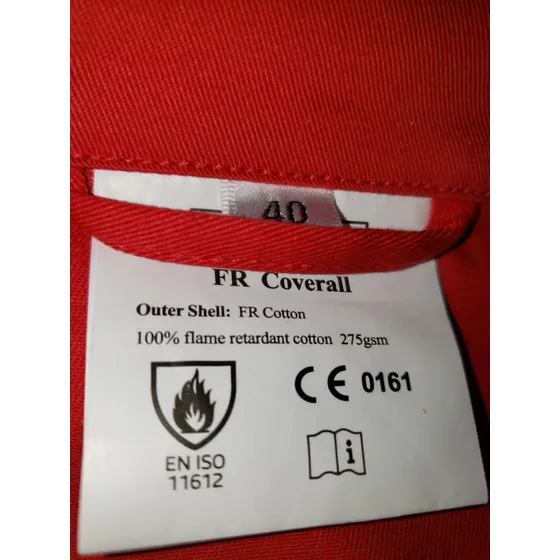 40
FR Coverall
Outer Shell: FR Cotton
100% flame retardant cotton 275gsm
CE 0161
EN ISO
11612
i